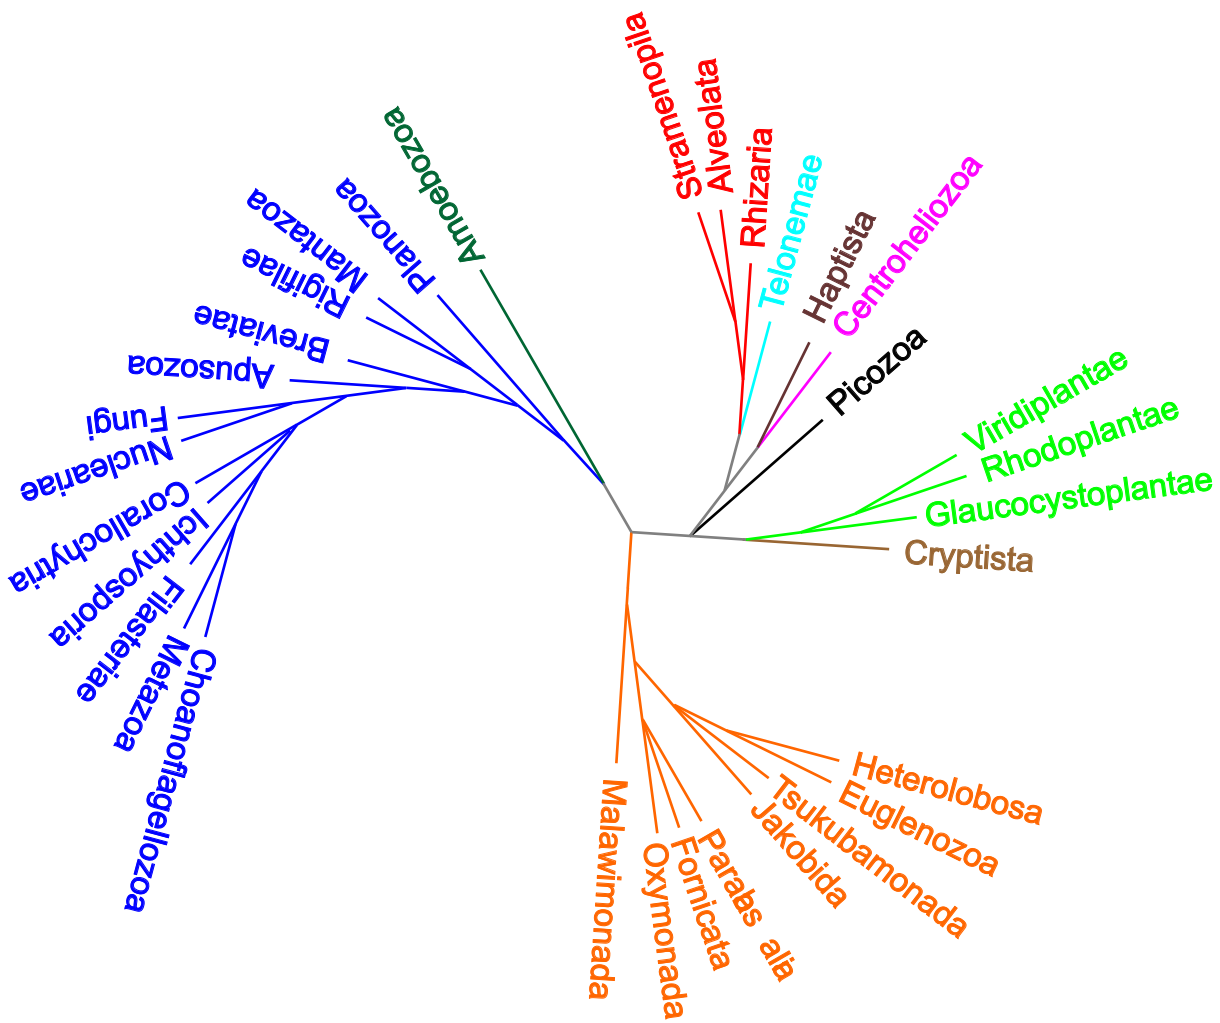 Stramenopila
Alveolata
Rhizaria
Telonemae
Haptista
Centroheliozoa
Picozoa
Viridiplantae
Rhodoplantae
Glaucocystoplantae
Cryptista
Heterolobosa
Euglenozoa
Tsukubamonada
Jakobida
Fornicata
Oxymonada
Malawimonada
Choanoflagellozoa
Metazoa
Filasteriae
Ichthyosporia
Corallochytria
Nucleariae
Fungi
Apusozoa
Breviatae
Rigifilae
Mantazoa
Planozoa
Amoebozoa